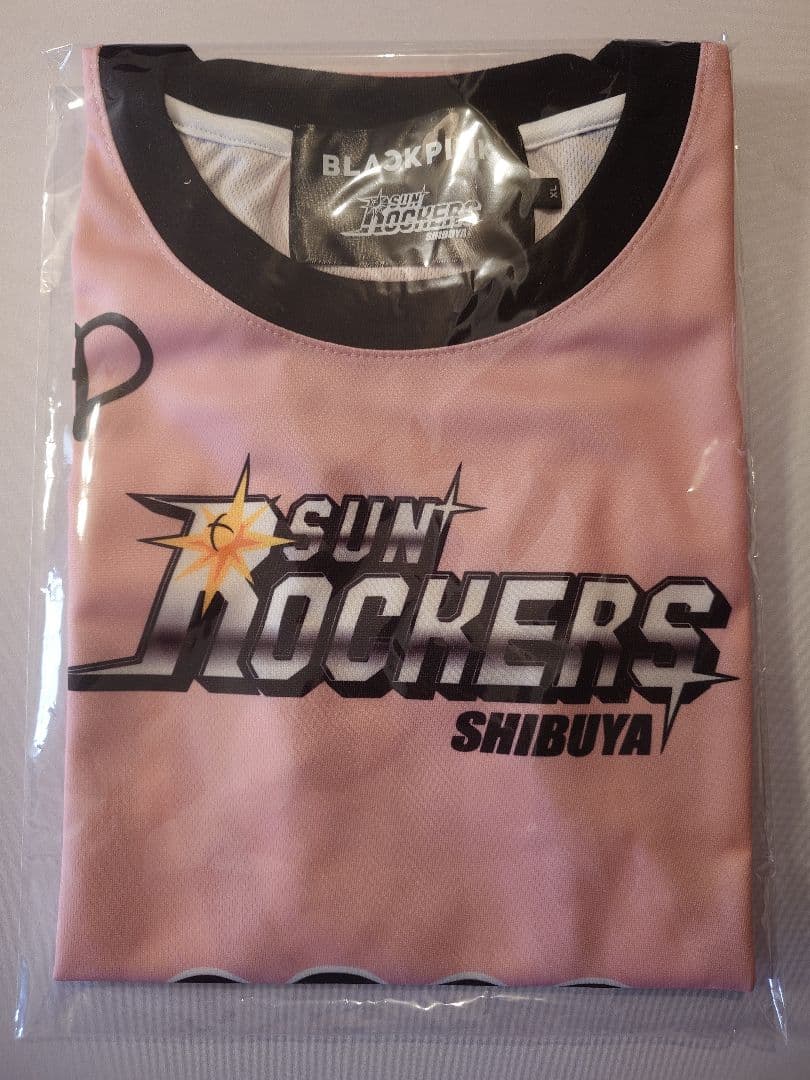 BLACKPINK
SUN
ROCKERS
SHIBUYA
XL
SUN
ROCKERS
SHIBUYA